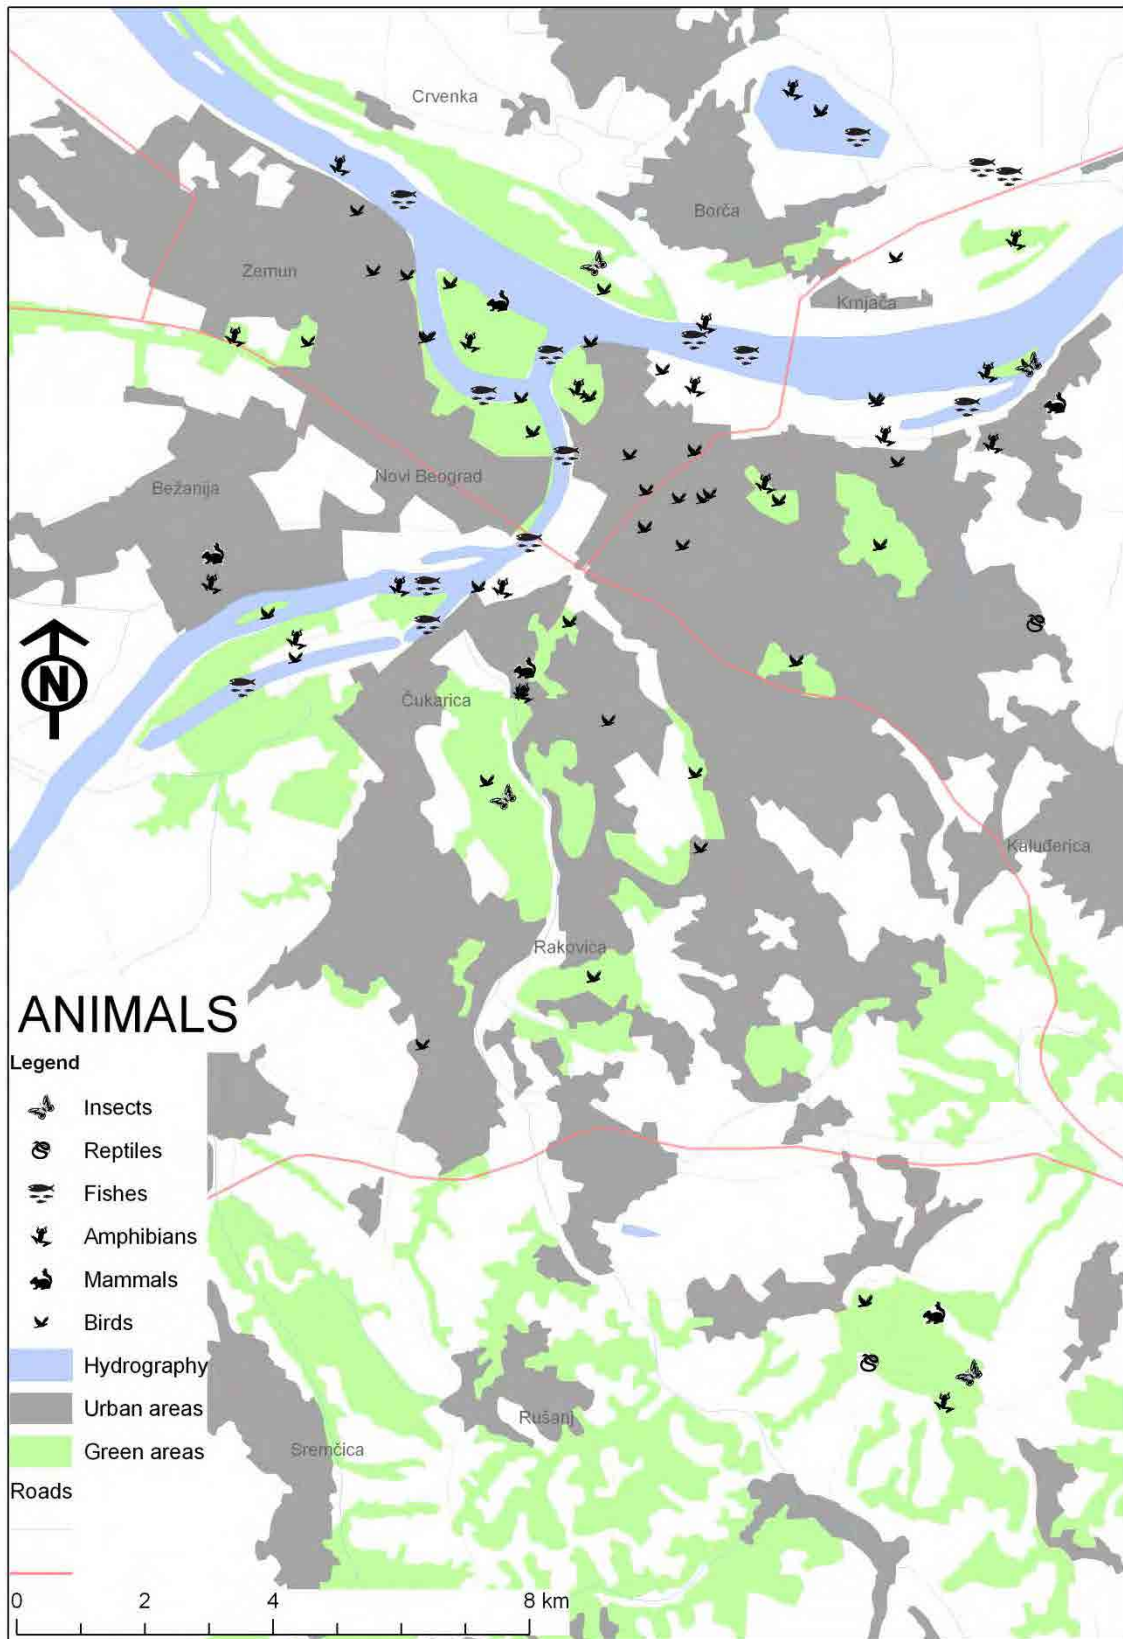 Crvenka
Borča
Zemun
Krnjača
Novi Beograd
Bežanija
N
Čukarica
Kaluđerica
Rakovica
ANIMALS
Legend
Insects
Reptiles
Fishes
Amphibians
Mammals
Birds
Hydrography
Urban areas
Green areas
Roads
Rušanj
Sremčica
0 2 4 8 km